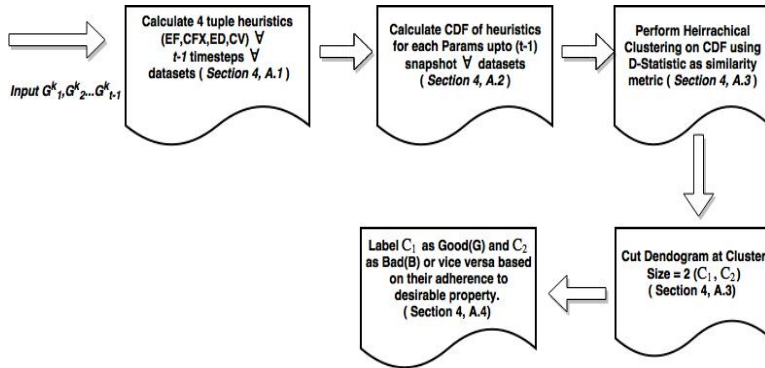 Input G^k_1,G^k_2...G^k_t-1
Calculate 4 tuple heuristics
(EF,CFX,ED,CV) ∀
t-1 timesteps ∀
datasets ( Section 4, A.1 )
Calculate CDF of heuristics
for each Params upto (t-1)
snapshot ∀ datasets
( Section 4, A.2 )
Perform Heirrachical
Clustering on CDF using
D-Statistic as similarity
metric ( Section 4, A.3 )
Cut Dendogram at Cluster
Size = 2 (C₁, C₂)
( Section 4, A.3)
Label C₁ as Good(G) and C₂
as Bad(B) or vice versa based
on their adherence to
desirable property.
(Section 4, A.4)